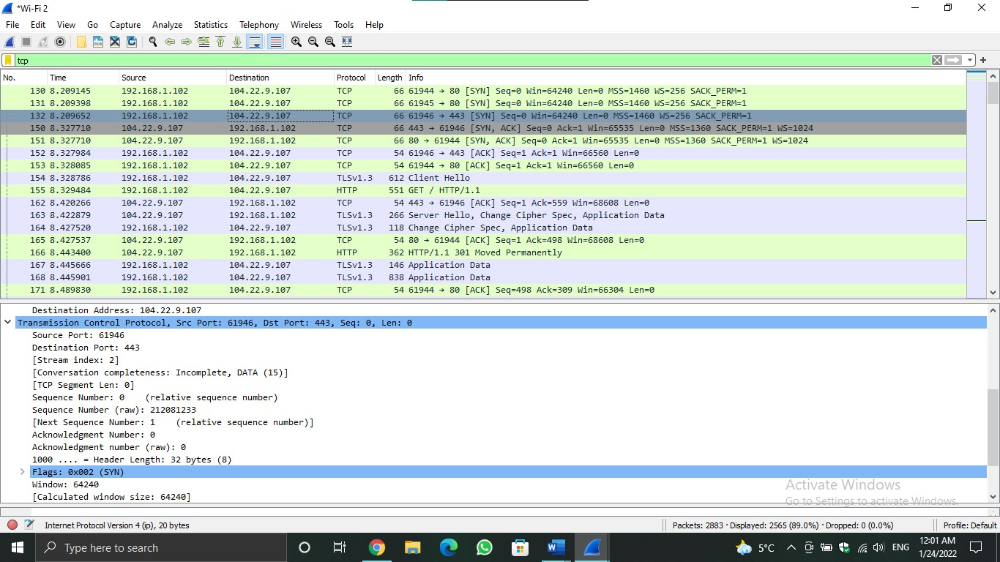 *Wi-Fi 2
File Edit View Go Capture Analyze Statistics Telephony Wireless Tools Help
tcp
No. Time Source Destination Protocol Length Info
130 8.209145 192.168.1.102 104.22.9.107 TCP 66 61944 → 80 [SYN] Seq=0 Win=64240 Len=0 MSS=1460 WS=256 SACK_PERM=1
131 8.209398 192.168.1.102 104.22.9.107 TCP 66 61945 → 80 [SYN] Seq=0 Win=64240 Len=0 MSS=1460 WS=256 SACK_PERM=1
132 8.209652 192.168.1.102 104.22.9.107 TCP 66 61946 → 443 [SYN] Seq=0 Win=64240 Len=0 MSS=1460 WS=256 SACK_PERM=1
150 8.327710 104.22.9.107 192.168.1.102 TCP 66 443 → 61946 [SYN, ACK] Seq=0 Ack=1 Win=65535 Len=0 MSS=1360 SACK_PERM=1 WS=1024
151 8.327710 104.22.9.107 192.168.1.102 TCP 66 80 → 61944 [SYN, ACK] Seq=0 Ack=1 Win=65535 Len=0 MSS=1360 SACK_PERM=1 WS=1024
152 8.327984 192.168.1.102 104.22.9.107 TCP 54 61946 → 443 [ACK] Seq=1 Ack=1 Win=66560 Len=0
153 8.328085 192.168.1.102 104.22.9.107 TCP 54 61944 → 80 [ACK] Seq=1 Ack=1 Win=66560 Len=0
154 8.328786 192.168.1.102 104.22.9.107 TLSv1.3 612 Client Hello
155 8.329484 192.168.1.102 104.22.9.107 HTTP 551 GET / HTTP/1.1
162 8.420266 104.22.9.107 192.168.1.102 TCP 54 443 → 61946 [ACK] Seq=1 Ack=559 Win=68608 Len=0
163 8.422879 104.22.9.107 192.168.1.102 TLSv1.3 266 Server Hello, Change Cipher Spec, Application Data
164 8.427520 192.168.1.102 104.22.9.107 TLSv1.3 118 Change Cipher Spec, Application Data
165 8.427537 104.22.9.107 192.168.1.102 TCP 54 80 → 61944 [ACK] Seq=1 Ack=498 Win=68608 Len=0
166 8.443400 104.22.9.107 192.168.1.102 HTTP 362 HTTP/1.1 301 Moved Permanently
167 8.445666 192.168.1.102 104.22.9.107 TLSv1.3 146 Application Data
168 8.445901 192.168.1.102 104.22.9.107 TLSv1.3 838 Application Data
171 8.489830 192.168.1.102 104.22.9.107 TCP 54 61944 → 80 [ACK] Seq=498 Ack=309 Win=66304 Len=0
Destination Address: 104.22.9.107
Transmission Control Protocol, Src Port: 61946, Dst Port: 443, Seq: 0, Len: 0
Source Port: 61946
Destination Port: 443
[Stream index: 2]
[Conversation completeness: Incomplete, DATA (15)]
[TCP Segment Len: 0]
Sequence Number: 0 (relative sequence number)
Sequence Number (raw): 212081233
[Next Sequence Number: 1 (relative sequence number)]
Acknowledgment Number: 0
Acknowledgment number (raw): 0
1000 .... = Header Length: 32 bytes (8)
Flags: 0x002 (SYN)
Window: 64240
[Calculated window size: 64240]
Activate Windows
Go to Settings to activate Windows.
Internet Protocol Version 4 (ip), 20 bytes
Packets: 2883 · Displayed: 2565 (89.0%) · Dropped: 0 (0.0%)
Profile: Default
Type here to search
5°C
ENG
12:01 AM
1/24/2022